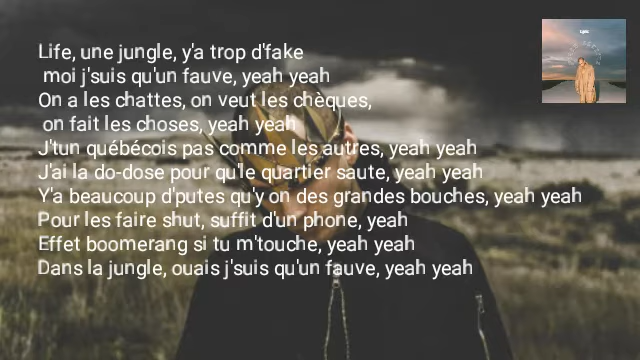 Life, une jungle, y'a trop d'fake
moi j'suis qu'un fauve, yeah yeah
On a les chattes, on veut les chèques,
on fait les choses, yeah yeah
J'tun québécois pas comme les autres, yeah yeah
J'ai la do-dose pour qu'le quartier saute, yeah yeah
Y'a beaucoup d'putes qu'y on des grandes bouches, yeah yeah
Pour les faire shut, suffit d'un phone, yeah
Effet boomerang si tu m'touche, yeah yeah
Dans la jungle, ouais j'suis qu'un fauve, yeah yeah